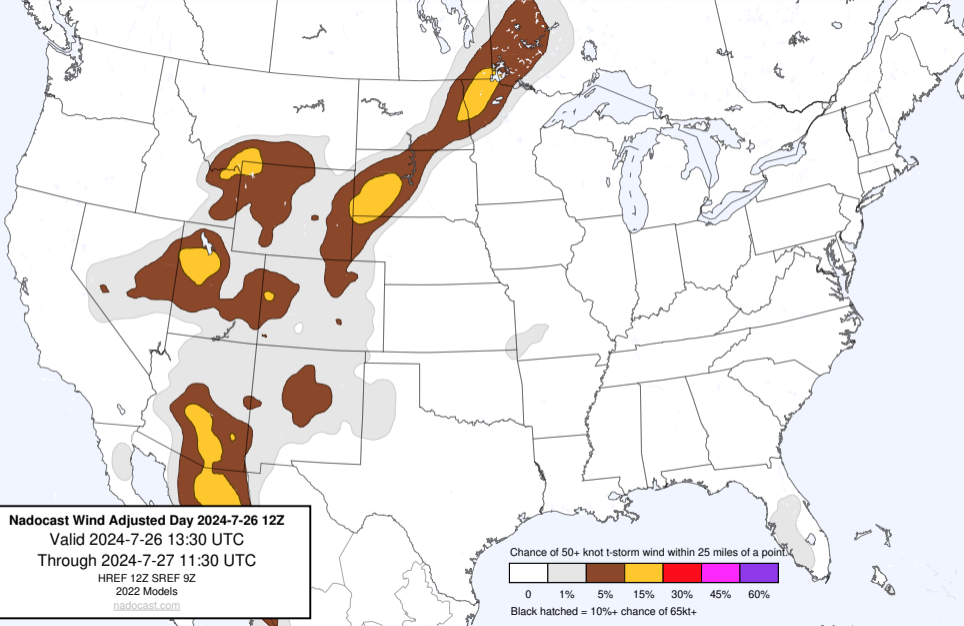 Nadocast Wind Adjusted Day 2024-7-26 12Z
Valid 2024-7-26 13:30 UTC
Through 2024-7-27 11:30 UTC
HREF 12Z SREF 9Z
2022 Models
nadocast.com
Chance of 50+ knot t-storm wind within 25 miles of a point.
0 1% 5% 15% 30% 45% 60%
Black hatched = 10%+ chance of 65kt+